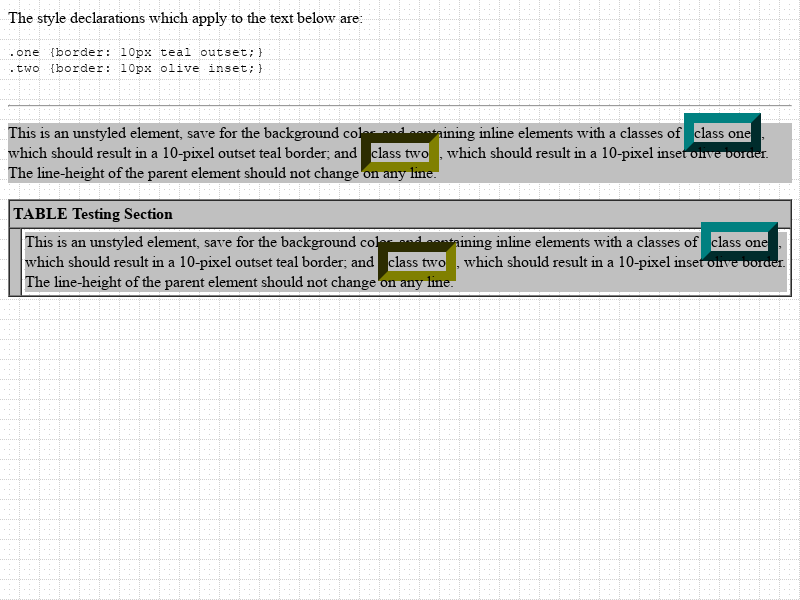 The style declarations which apply to the text below are:
.one {border: 10px teal outset;}
.two {border: 10px olive inset;}
This is an unstyled element, save for the background color, and containing inline elements with a classes of class one,
which should result in a 10-pixel outset teal border; and class two, which should result in a 10-pixel inset olive border.
The line-height of the parent element should not change on any line.
TABLE Testing Section
This is an unstyled element, save for the background color, and containing inline elements with a classes of class one,
which should result in a 10-pixel outset teal border; and class two, which should result in a 10-pixel inset olive border.
The line-height of the parent element should not change on any line.